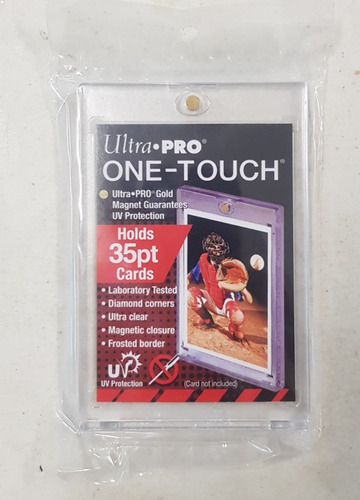 Ultra•PRO®
ONE-TOUCH®
Ultra•PRO® Gold
Magnet Guarantees
UV Protection
Holds
35pt
Cards
• Laboratory Tested
• Diamond corners
• Ultra clear
• Magnetic closure
• Frosted border
UV
UV Protection
(Card not included)